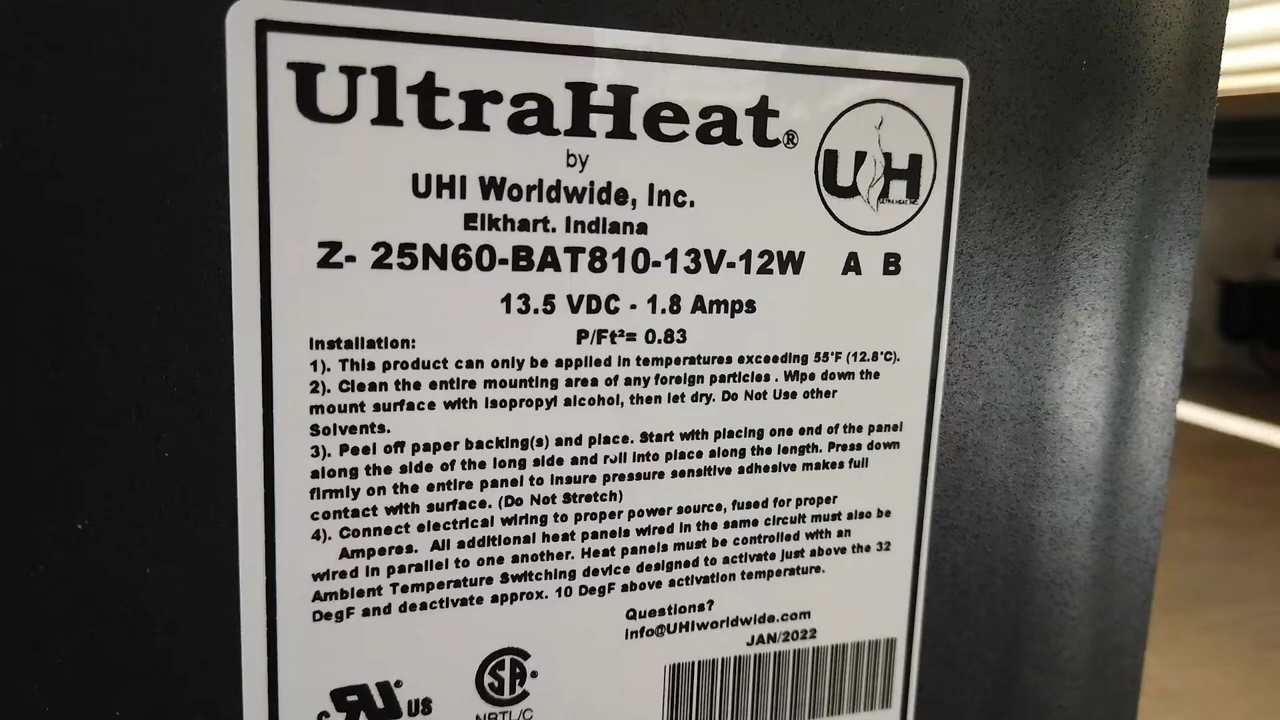 UltraHeat®
by
UHI Worldwide, Inc.
UH
ULTRA HEAT, INC.
Elkhart. Indiana
Z- 25N60-BAT810-13V-12W A B
13.5 VDC - 1.8 Amps
P/Ft²= 0.83
Installation:
1). This product can only be applied in temperatures exceeding 55°F (12.8°C).
2). Clean the entire mounting area of any foreign particles . Wipe down the
mount surface with isopropyl alcohol, then let dry. Do Not Use other
Solvents.
3). Peel off paper backing(s) and place. Start with placing one end of the panel
along the side of the long side and roll into place along the length. Press down
firmly on the entire panel to insure pressure sensitive adhesive makes full
contact with surface. (Do Not Stretch)
4). Connect electrical wiring to proper power source, fused for proper
Amperes. All additional heat panels wired in the same circuit must also be
wired in parallel to one another. Heat panels must be controlled with an
Ambient Temperature Switching device designed to activate just above the 32
DegF and deactivate approx. 10 DegF above activation temperature.
Questions?
info@UHIworldwide.com
JAN/2022
c RU ® US
SA ®
NRTL/C